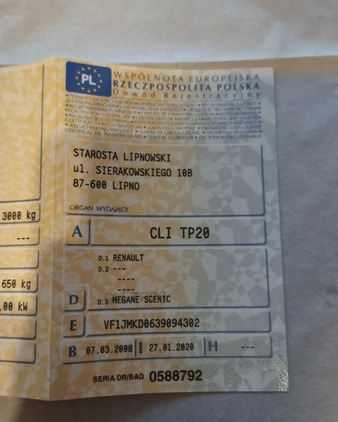 PL
WSPÓLNOTA EUROPEJSKA
RZECZPOSPOLITA POLSKA
Dowód Rejestracyjny
STAROSTA LIPNOWSKI
ul. SIERAKOWSKIEGO 10B
87-600 LIPNO
ORGAN WYDAJĄCY
3000 kg
A CLI TP20
---
D.1 RENAULT
D.2 ---
----
650 kg
----
,00 kW
D D.3 MEGANE SCENIC
E VF1JMKD0639094302
B 07.03.2008 I 27.01.2020 H ---
SERIA DR/BAQ 0588792